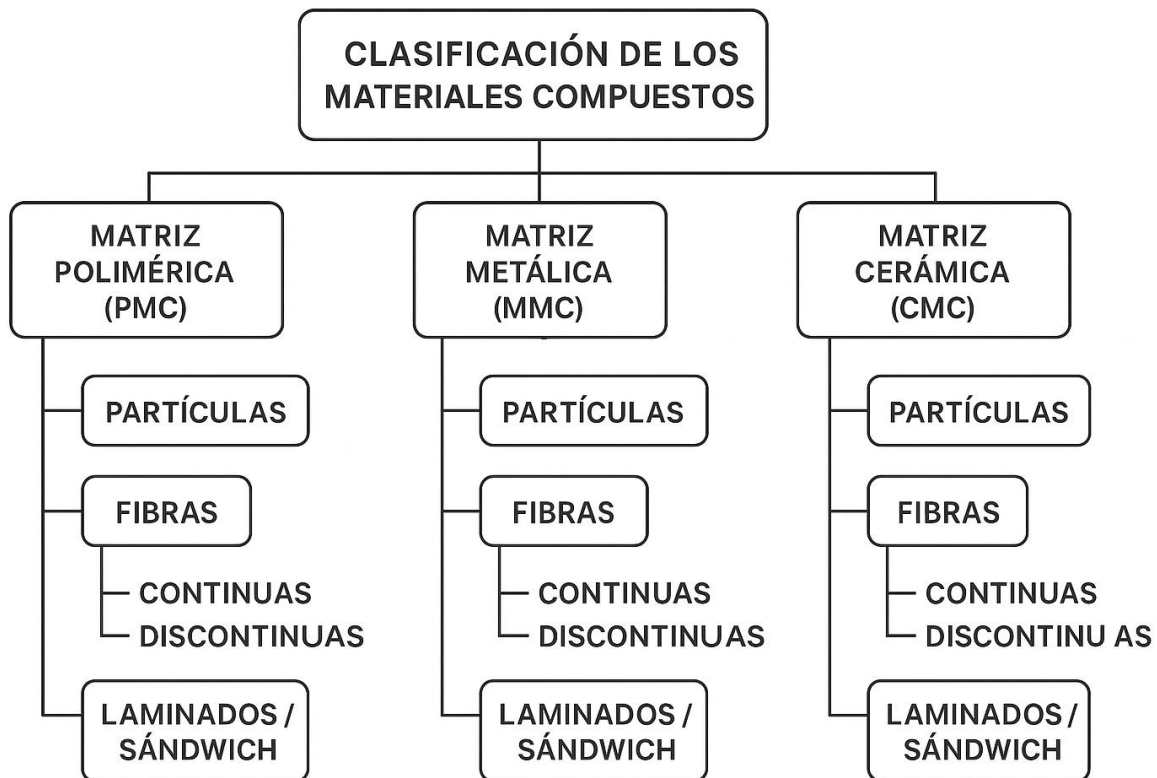 CLASIFICACIÓN DE LOS
MATERIALES COMPUESTOS
MATRIZ
POLIMÉRICA
(PMC)
PARTÍCULAS
FIBRAS
CONTINUAS
DISCONTINUAS
LAMINADOS /
SÁNDWICH
MATRIZ
METÁLICA
(MMC)
PARTÍCULAS
FIBRAS
CONTINUAS
DISCONTINUAS
LAMINADOS /
SÁNDWICH
MATRIZ
CERÁMICA
(CMC)
PARTÍCULAS
FIBRAS
CONTINUAS
DISCONTINU AS
LAMINADOS /
SÁNDWICH